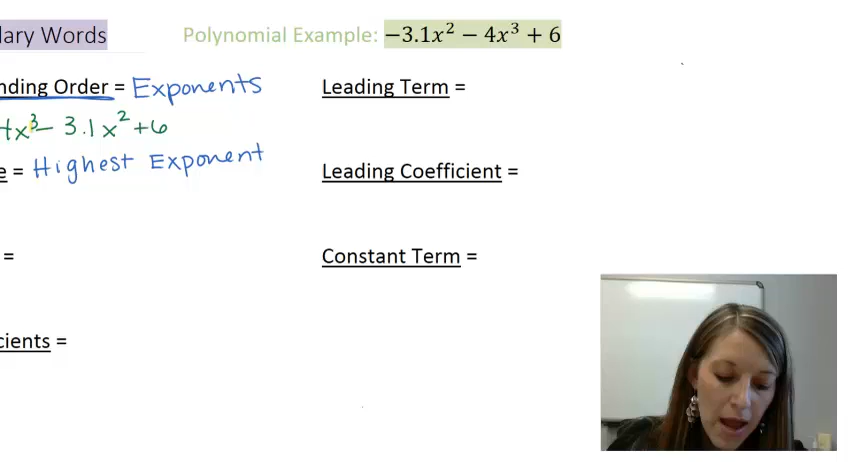 lary Words
Polynomial Example: −3.1x² − 4x³ + 6
nding Order = Exponents
4x³ − 3.1x² + 6
e = Highest Exponent
=
cients =
Leading Term =
Leading Coefficient =
Constant Term =